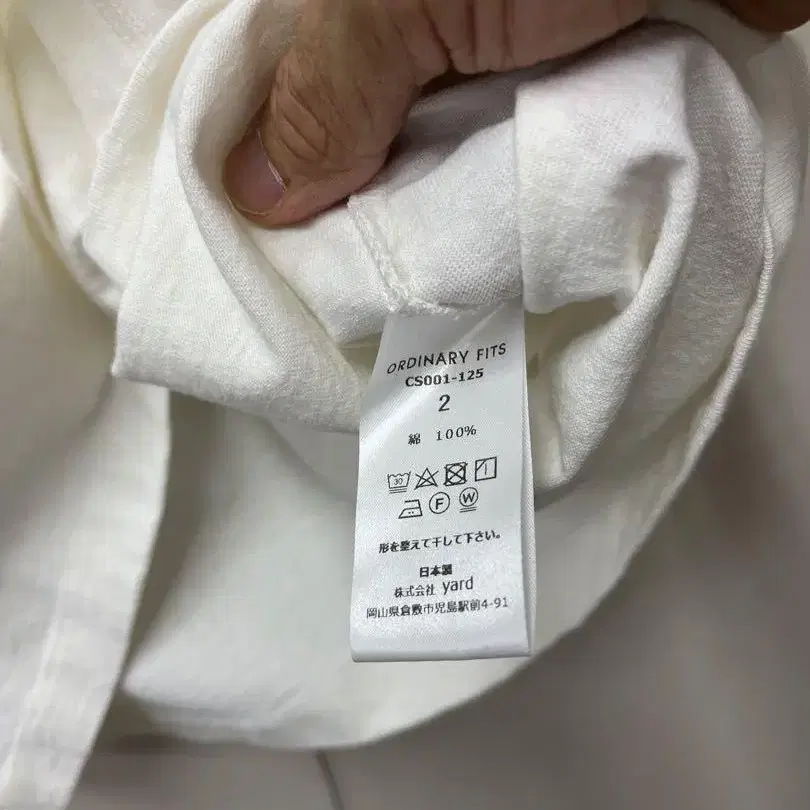 ORDINARY FITS
CS001-125
2
綿 100%
30
F W
形を整えて干して下さい。
日本製
株式会社 yard
岡山県倉敷市児島駅前4-91